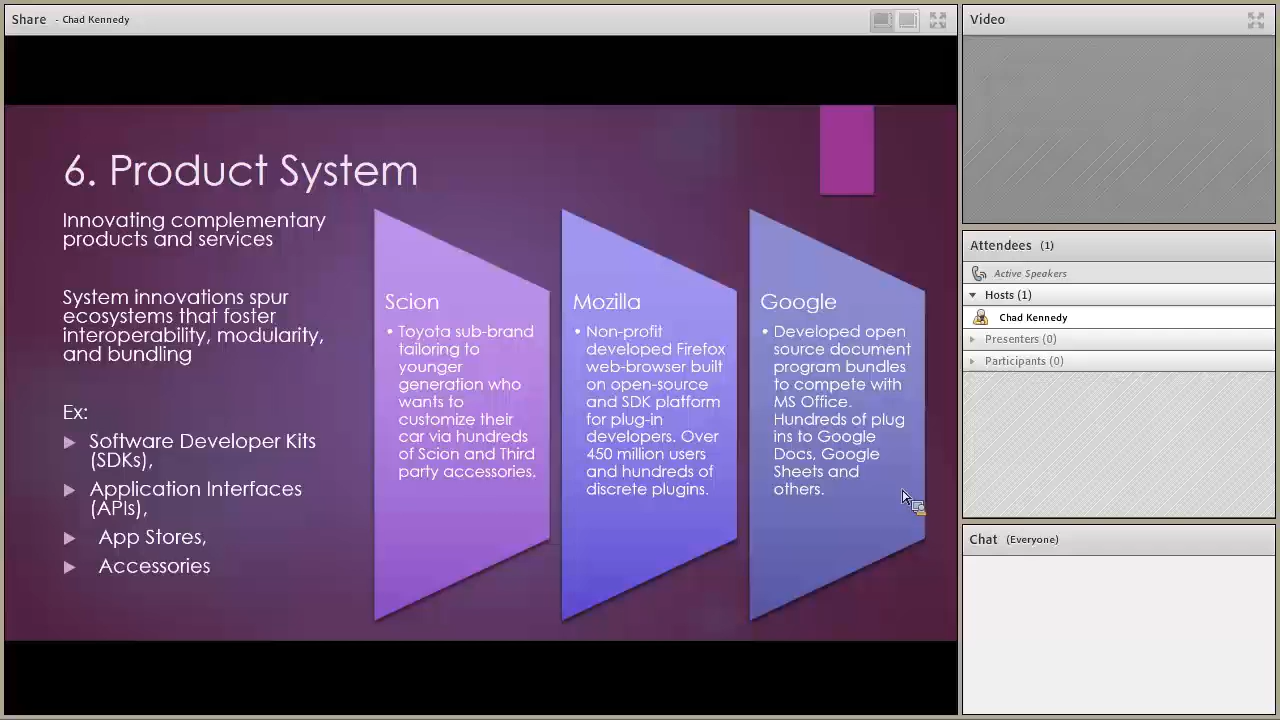 Share - Chad Kennedy
6. Product System
Innovating complementary
products and services
System innovations spur
ecosystems that foster
interoperability, modularity,
and bundling
Ex:
Software Developer Kits
(SDKs),
Application Interfaces
(APIs),
App Stores,
Accessories
Scion
• Toyota sub-brand
tailoring to
younger
generation who
wants to
customize their
car via hundreds
of Scion and Third
party accessories.
Mozilla
• Non-profit
developed Firefox
web-browser built
on open-source
and SDK platform
for plug-in
developers. Over
450 million users
and hundreds of
discrete plugins.
Google
• Developed open
source document
program bundles
to compete with
MS Office.
Hundreds of plug
ins to Google
Docs, Google
Sheets and
others.
Video
Attendees (1)
Active Speakers
Hosts (1)
Chad Kennedy
Presenters (0)
Participants (0)
Chat (Everyone)